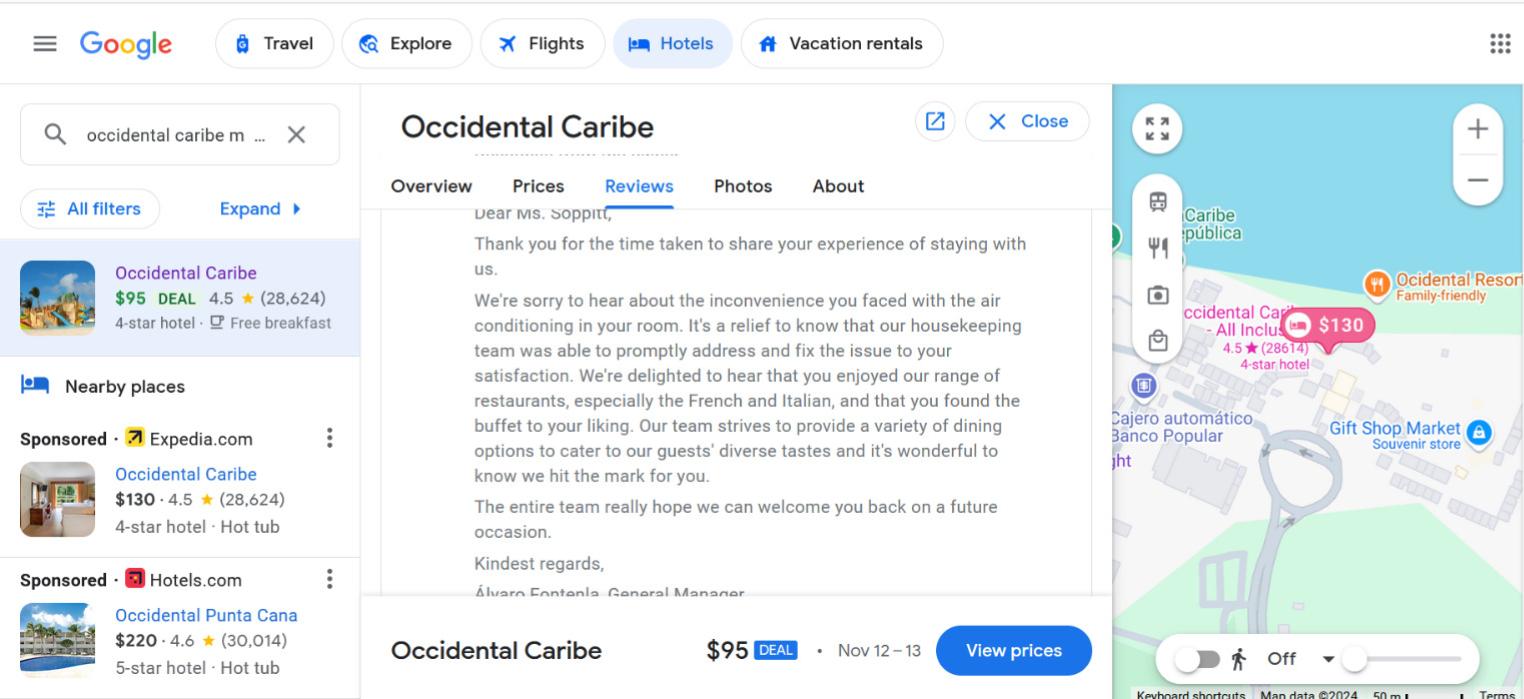 Google
Travel
Explore
Flights
Hotels
Vacation rentals
occidental caribe m ...
All filters
Expand
Occidental Caribe
$95 DEAL 4.5 ★ (28,624)
4-star hotel · Free breakfast
Nearby places
Sponsored · Expedia.com
Occidental Caribe
$130 · 4.5 ★ (28,624)
4-star hotel · Hot tub
Sponsored · Hotels.com
Occidental Punta Cana
$220 · 4.6 ★ (30,014)
5-star hotel · Hot tub
Occidental Caribe
Close
Overview
Prices
Reviews
Photos
About
Dear Ms. Soppitt,
Thank you for the time taken to share your experience of staying with
us.
We're sorry to hear about the inconvenience you faced with the air
conditioning in your room. It's a relief to know that our housekeeping
team was able to promptly address and fix the issue to your
satisfaction. We're delighted to hear that you enjoyed our range of
restaurants, especially the French and Italian, and that you found the
buffet to your liking. Our team strives to provide a variety of dining
options to cater to our guests' diverse tastes and it's wonderful to
know we hit the mark for you.
The entire team really hope we can welcome you back on a future
occasion.
Kindest regards,
Álvaro Fontenla, General Manager
Occidental Caribe
$95 DEAL · Nov 12 – 13
View prices
Caribe
epública
Ocidental Resort
Family-friendly
ccidental Cari
- All Inclus
4.5 ★ (28614)
4-star hotel
$130
Cajero automático
Banco Popular
ght
Gift Shop Market
Souvenir store
Off
Keyboard shortcuts
Map data ©2024
50 m
Terms